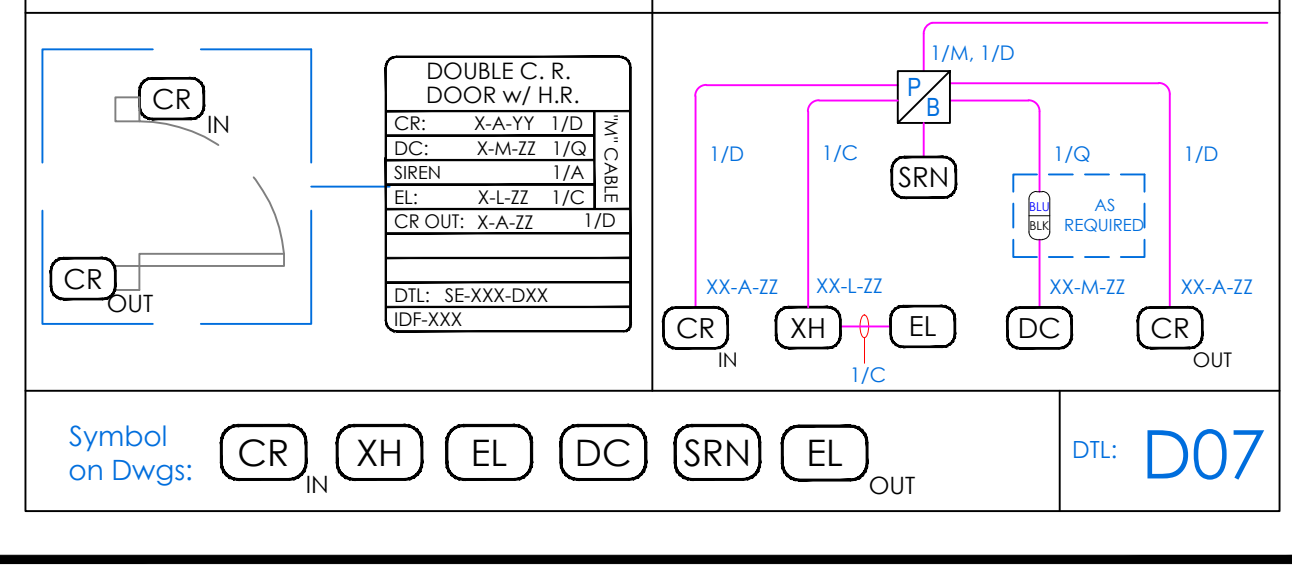 CR
IN
CR
OUT
DOUBLE C. R.
DOOR w/ H.R.
CR: X-A-YY 1/D
DC: X-M-ZZ 1/Q
SIREN 1/A
EL: X-L-ZZ 1/C
"M" CABLE
CR OUT: X-A-ZZ 1/D
DTL: SE-XXX-DXX
IDF-XXX
1/M, 1/D
P
B
1/D
1/C
SRN
1/Q
1/D
BLU
BLK
AS
REQUIRED
XX-A-ZZ
XX-L-ZZ
XX-M-ZZ
XX-A-ZZ
CR
IN
XH
EL
DC
CR
OUT
1/C
Symbol
on Dwgs:
CR
IN
XH
EL
DC
SRN
EL
OUT
DTL:
D07